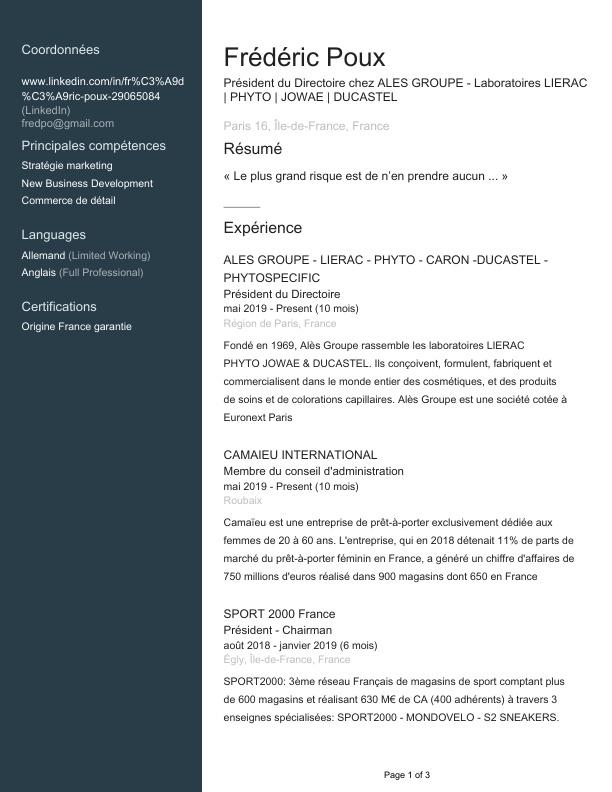 Coordonnées
www.linkedin.com/in/fr%C3%A9d
%C3%A9ric-poux-29065084
(LinkedIn)
fredpo@gmail.com
Principales compétences
Stratégie marketing
New Business Development
Commerce de détail
Languages
Allemand (Limited Working)
Anglais (Full Professional)
Certifications
Origine France garantie
Frédéric Poux
Président du Directoire chez ALES GROUPE - Laboratoires LIERAC
| PHYTO | JOWAE | DUCASTEL
Paris 16, Île-de-France, France
Résumé
« Le plus grand risque est de n'en prendre aucun ... »
______
Expérience
ALES GROUPE - LIERAC - PHYTO - CARON -DUCASTEL -
PHYTOSPECIFIC
Président du Directoire
mai 2019 - Present (10 mois)
Région de Paris, France
Fondé en 1969, Alès Groupe rassemble les laboratoires LIERAC
PHYTO JOWAE & DUCASTEL. Ils conçoivent, formulent, fabriquent et
commercialisent dans le monde entier des cosmétiques, et des produits
de soins et de colorations capillaires. Alès Groupe est une société cotée à
Euronext Paris
CAMAIEU INTERNATIONAL
Membre du conseil d'administration
mai 2019 - Present (10 mois)
Roubaix
Camaïeu est une entreprise de prêt-à-porter exclusivement dédiée aux
femmes de 20 à 60 ans. L'entreprise, qui en 2018 détenait 11% de parts de
marché du prêt-à-porter féminin en France, a généré un chiffre d'affaires de
750 millions d'euros réalisé dans 900 magasins dont 650 en France
SPORT 2000 France
Président - Chairman
août 2018 - janvier 2019 (6 mois)
Égly, Île-de-France, France
SPORT2000: 3ème réseau Français de magasins de sport comptant plus
de 600 magasins et réalisant 630 M€ de CA (400 adhérents) à travers 3
enseignes spécialisées: SPORT2000 - MONDOVELO - S2 SNEAKERS.
Page 1 of 3